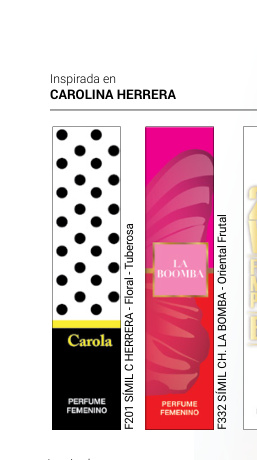 Inspirada en
CAROLINA HERRERA
Carola
PERFUME
FEMENINO
F201 SÍMIL C HERRERA - Floral - Tuberosa
LA
BOOMBA
PERFUME
FEMENINO
F332 SÍMIL CH. LA BOMBA - Oriental Frutal